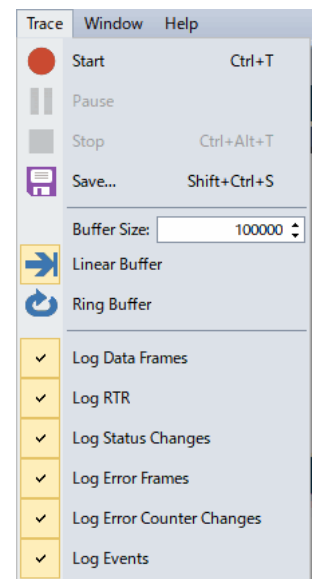 Trace Window Help
Start Ctrl+T
Pause
Stop Ctrl+Alt+T
Save... Shift+Ctrl+S
Buffer Size: 100000
Linear Buffer
Ring Buffer
Log Data Frames
Log RTR
Log Status Changes
Log Error Frames
Log Error Counter Changes
Log Events